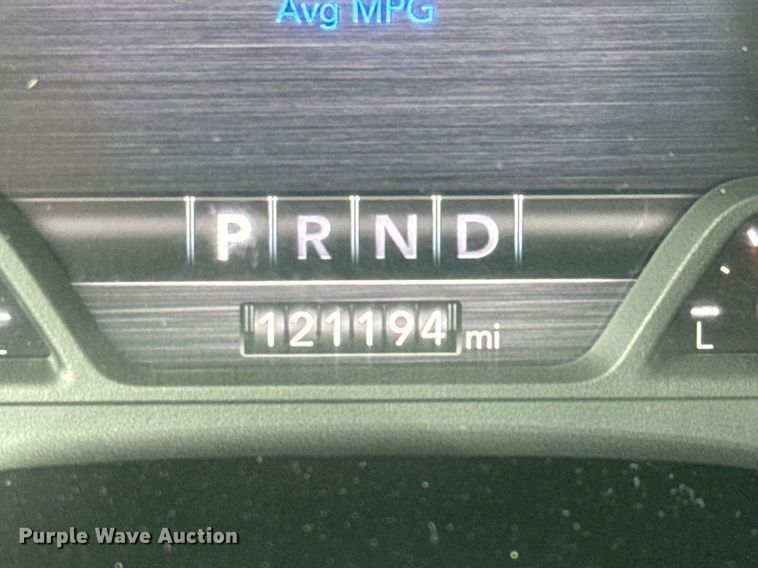 Avg MPG
P R N D
121194 mi
L
Purple Wave Auction